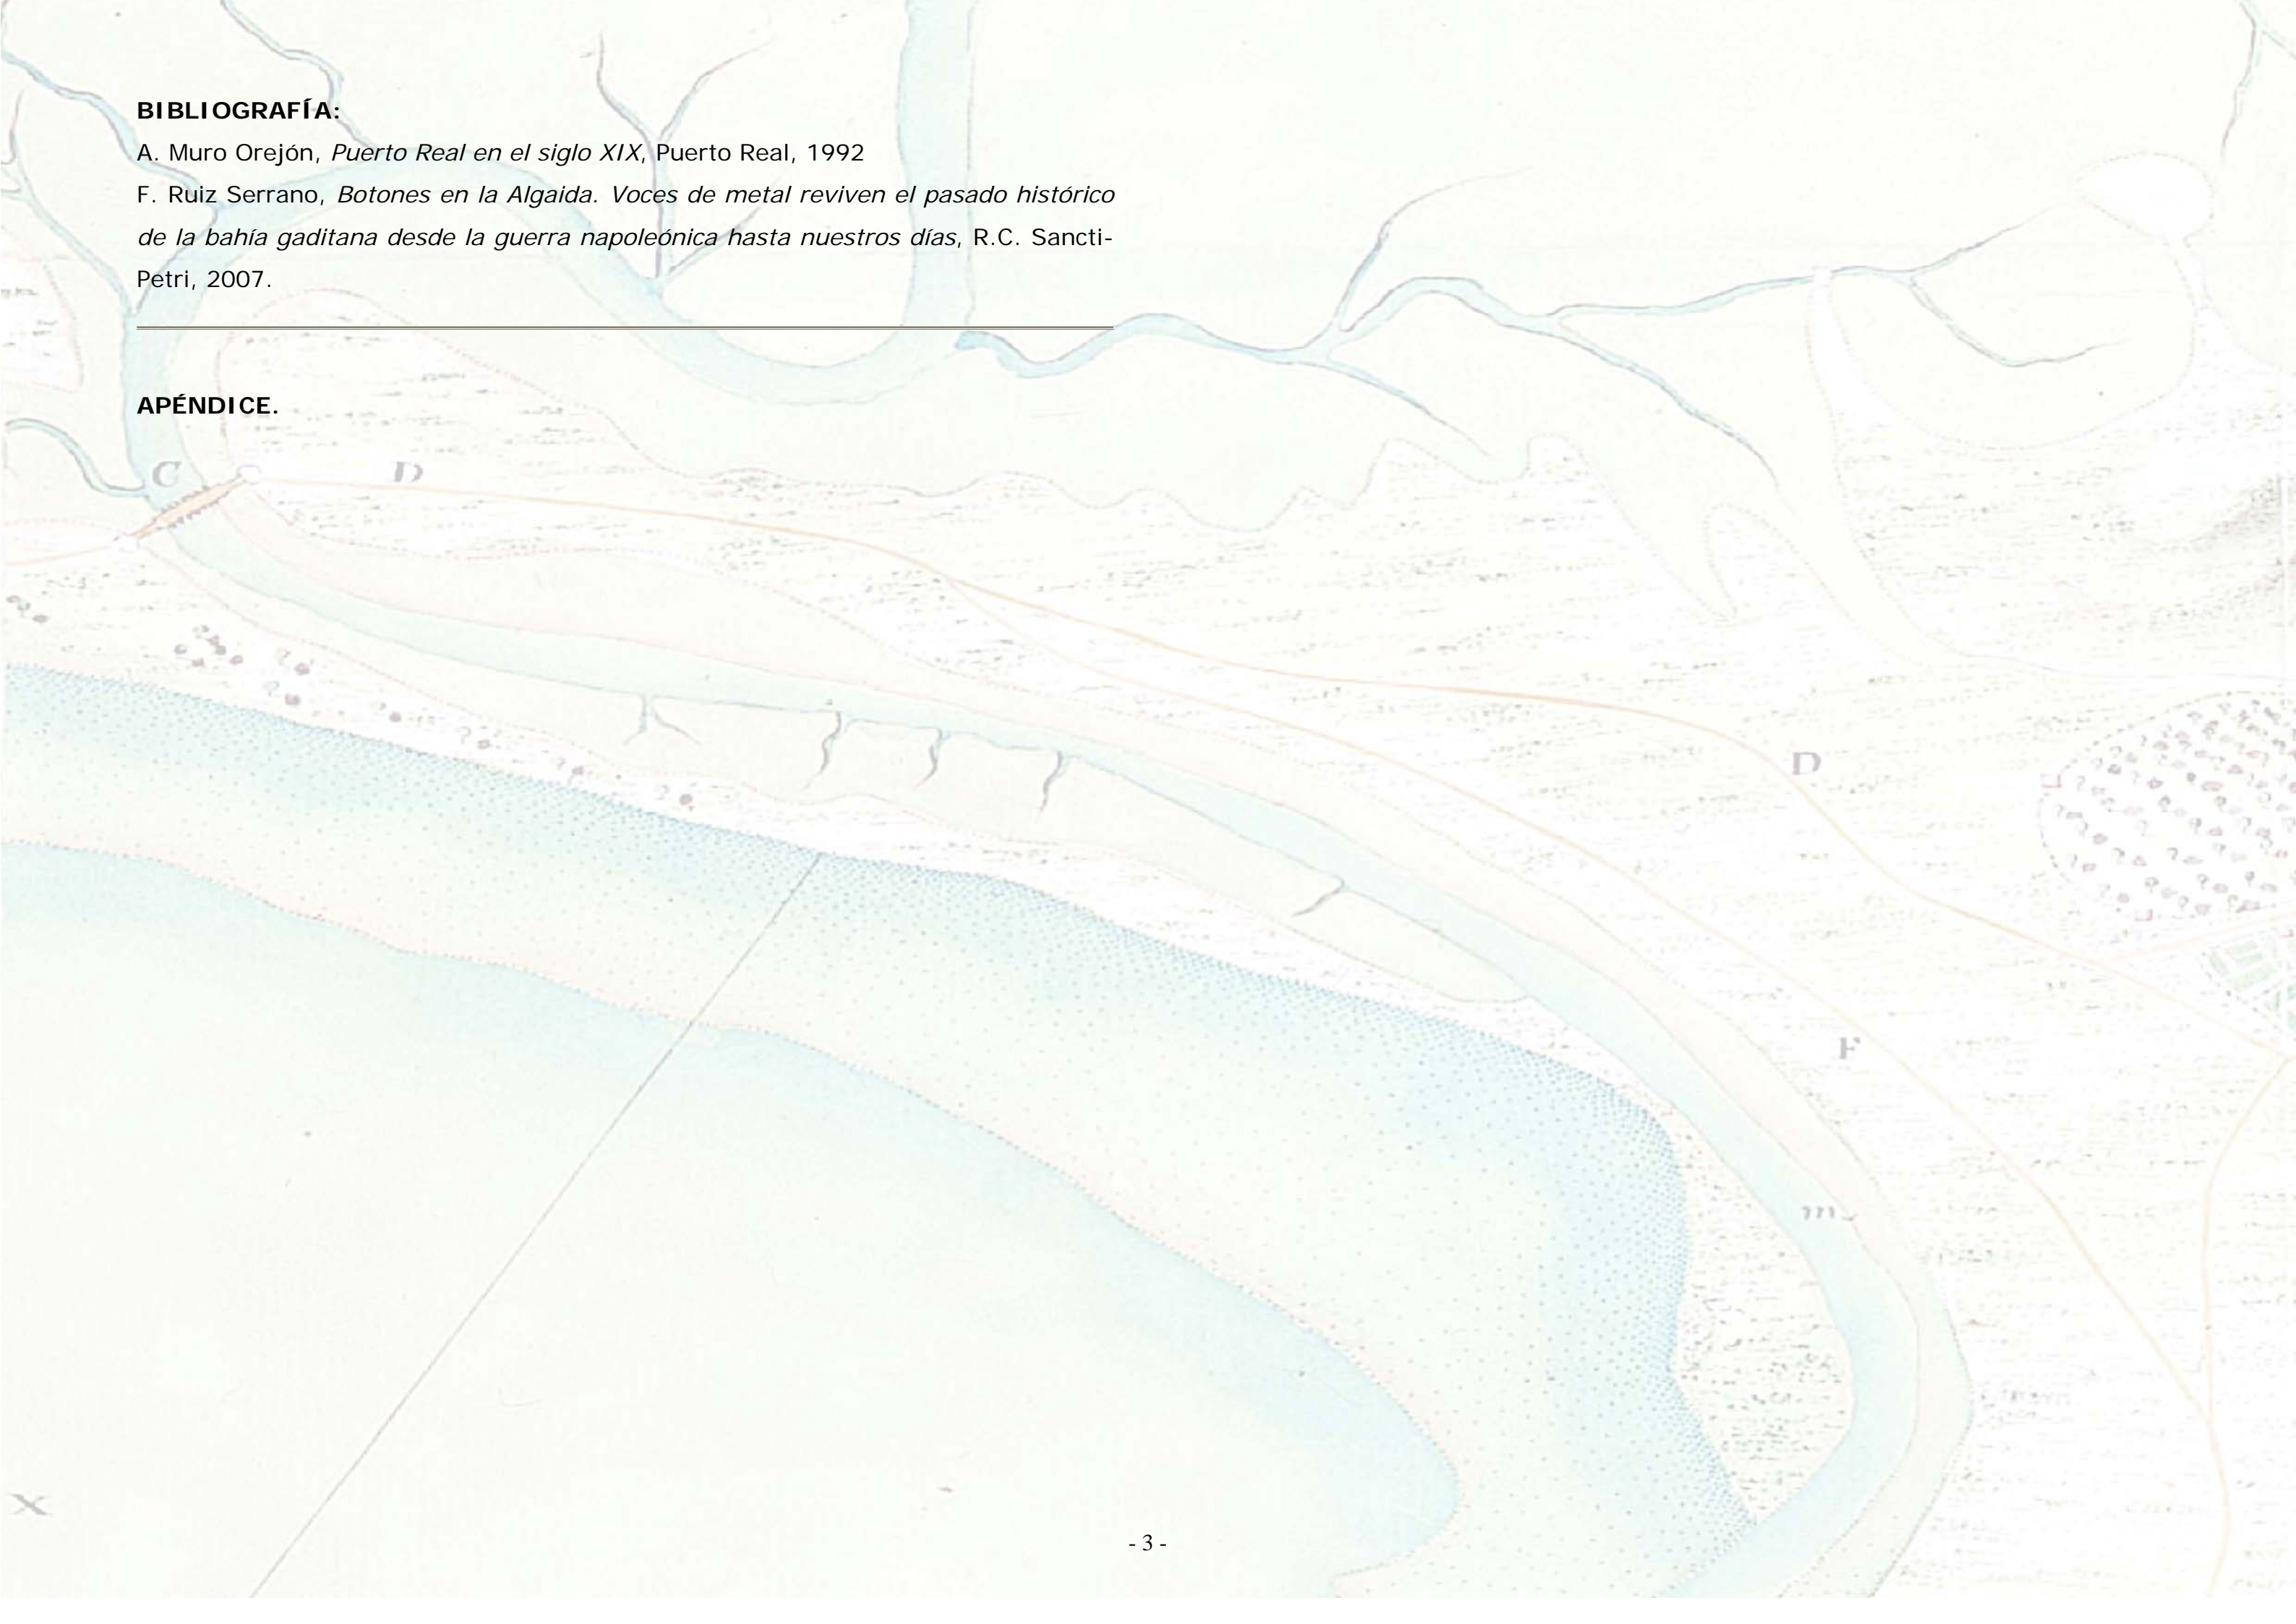 BIBLIOGRAFÍA:
A. Muro Orejón, Puerto Real en el siglo XIX, Puerto Real, 1992
F. Ruiz Serrano, Botones en la Algaida. Voces de metal reviven el pasado histórico
de la bahía gaditana desde la guerra napoleónica hasta nuestros días, R.C. Sancti-
Petri, 2007.
APÉNDICE.
C
D
D
F
m
X
- 3 -